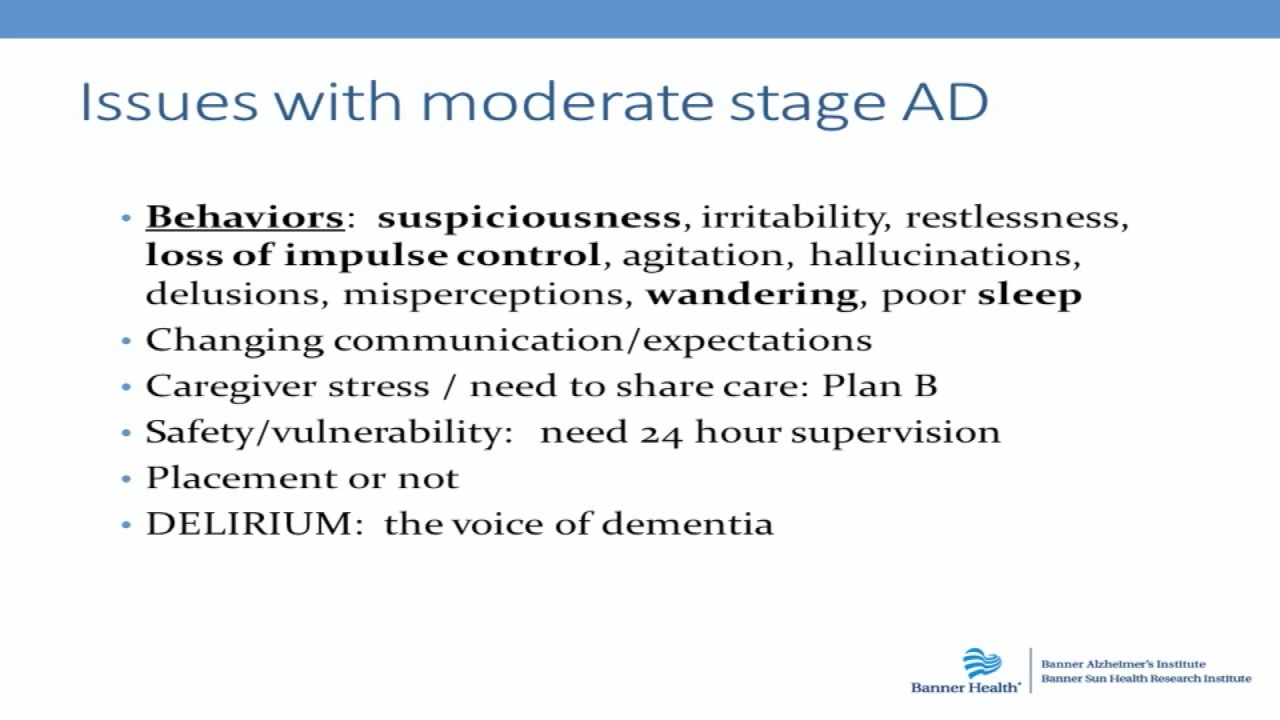 Issues with moderate stage AD
• Behaviors: suspiciousness, irritability, restlessness,
loss of impulse control, agitation, hallucinations,
delusions, misperceptions, wandering, poor sleep
• Changing communication/expectations
• Caregiver stress / need to share care: Plan B
• Safety/vulnerability: need 24 hour supervision
• Placement or not
• DELIRIUM: the voice of dementia
Banner Health
Banner Alzheimer's Institute
Banner Sun Health Research Institute